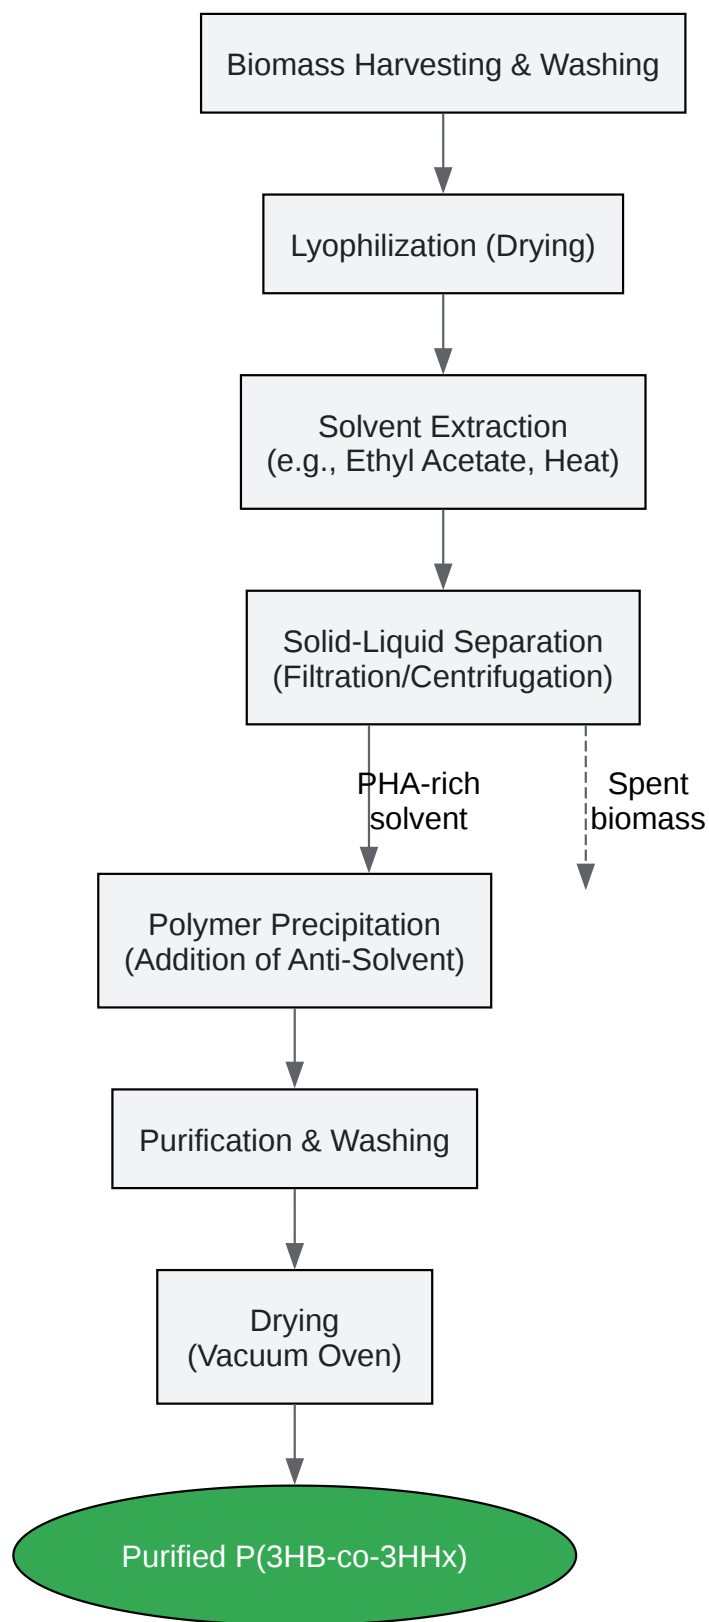 Biomass Harvesting & Washing
Lyophilization (Drying)
Solvent Extraction
(e.g., Ethyl Acetate, Heat)
Solid-Liquid Separation
(Filtration/Centrifugation)
PHA-rich
solvent
Spent
biomass
Polymer Precipitation
(Addition of Anti-Solvent)
Purification & Washing
Drying
(Vacuum Oven)
Purified P(3HB-co-3HHx)